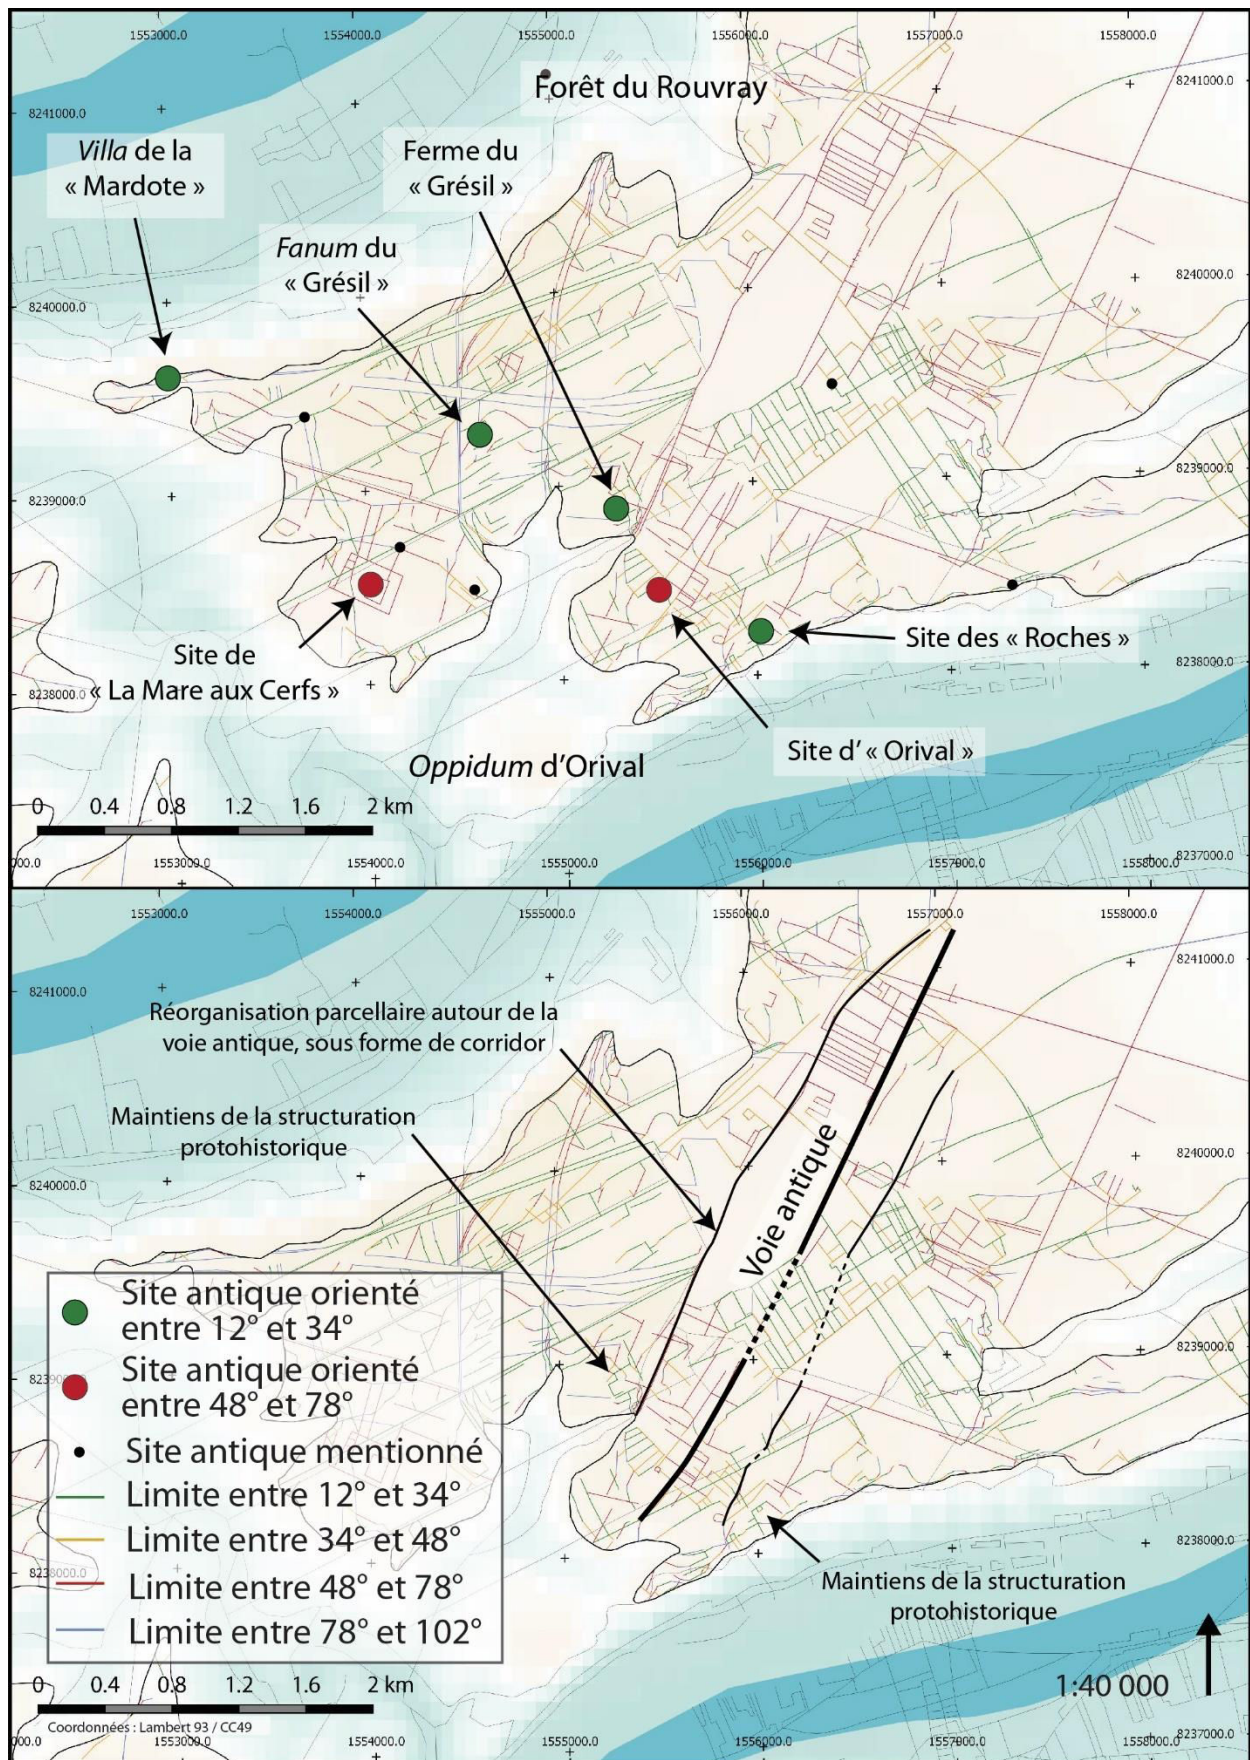 1553000.0
1554000.0
1555000.0
1556000.0
1557000.0
1558000.0
Forêt du Rouvray
8241000.0
8241000.0
Villa de la
« Mardote »
Ferme du
« Grésil »
Fanum du
« Grésil »
8240000.0
8240000.0
8239000.0
8239000.0
Site de
« La Mare aux Cerfs »
Site des « Roches »
8238000.0
8238000.0
Site d' « Orival »
Oppidum d'Orival
0 0.4 0.8 1.2 1.6 2 km
000.0
1553000.0
1554000.0
1555000.0
1556000.0
1557000.0
1558000.0
8237000.0
1553000.0
1554000.0
1555000.0
1556000.0
1557000.0
1558000.0
8241000.0
8241000.0
Réorganisation parcellaire autour de la
voie antique, sous forme de corridor
Maintiens de la structuration
protohistorique
Voie antique
8240000.0
8240000.0
Site antique orienté
entre 12° et 34°
Site antique orienté
entre 48° et 78°
Site antique mentionné
Limite entre 12° et 34°
Limite entre 34° et 48°
Limite entre 48° et 78°
Limite entre 78° et 102°
8239000.0
8239000.0
8238000.0
8238000.0
Maintiens de la structuration
protohistorique
1:40 000
0 0.4 0.8 1.2 1.6 2 km
Coordonnées : Lambert 93 / CC49
000.0
1553000.0
1554000.0
1555000.0
1556000.0
1557000.0
1558000.0
8237000.0